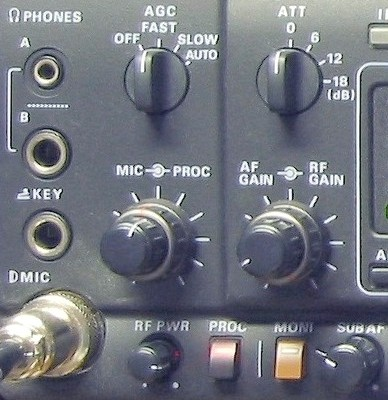 PHONES
A
B
KEY
MIC
AGC
FAST
OFF
SLOW
AUTO
MIC PROC
ATT
0
6
12
18
(dB)
AF GAIN
RF GAIN
RF PWR
PROC
MONI
SUB AF
A